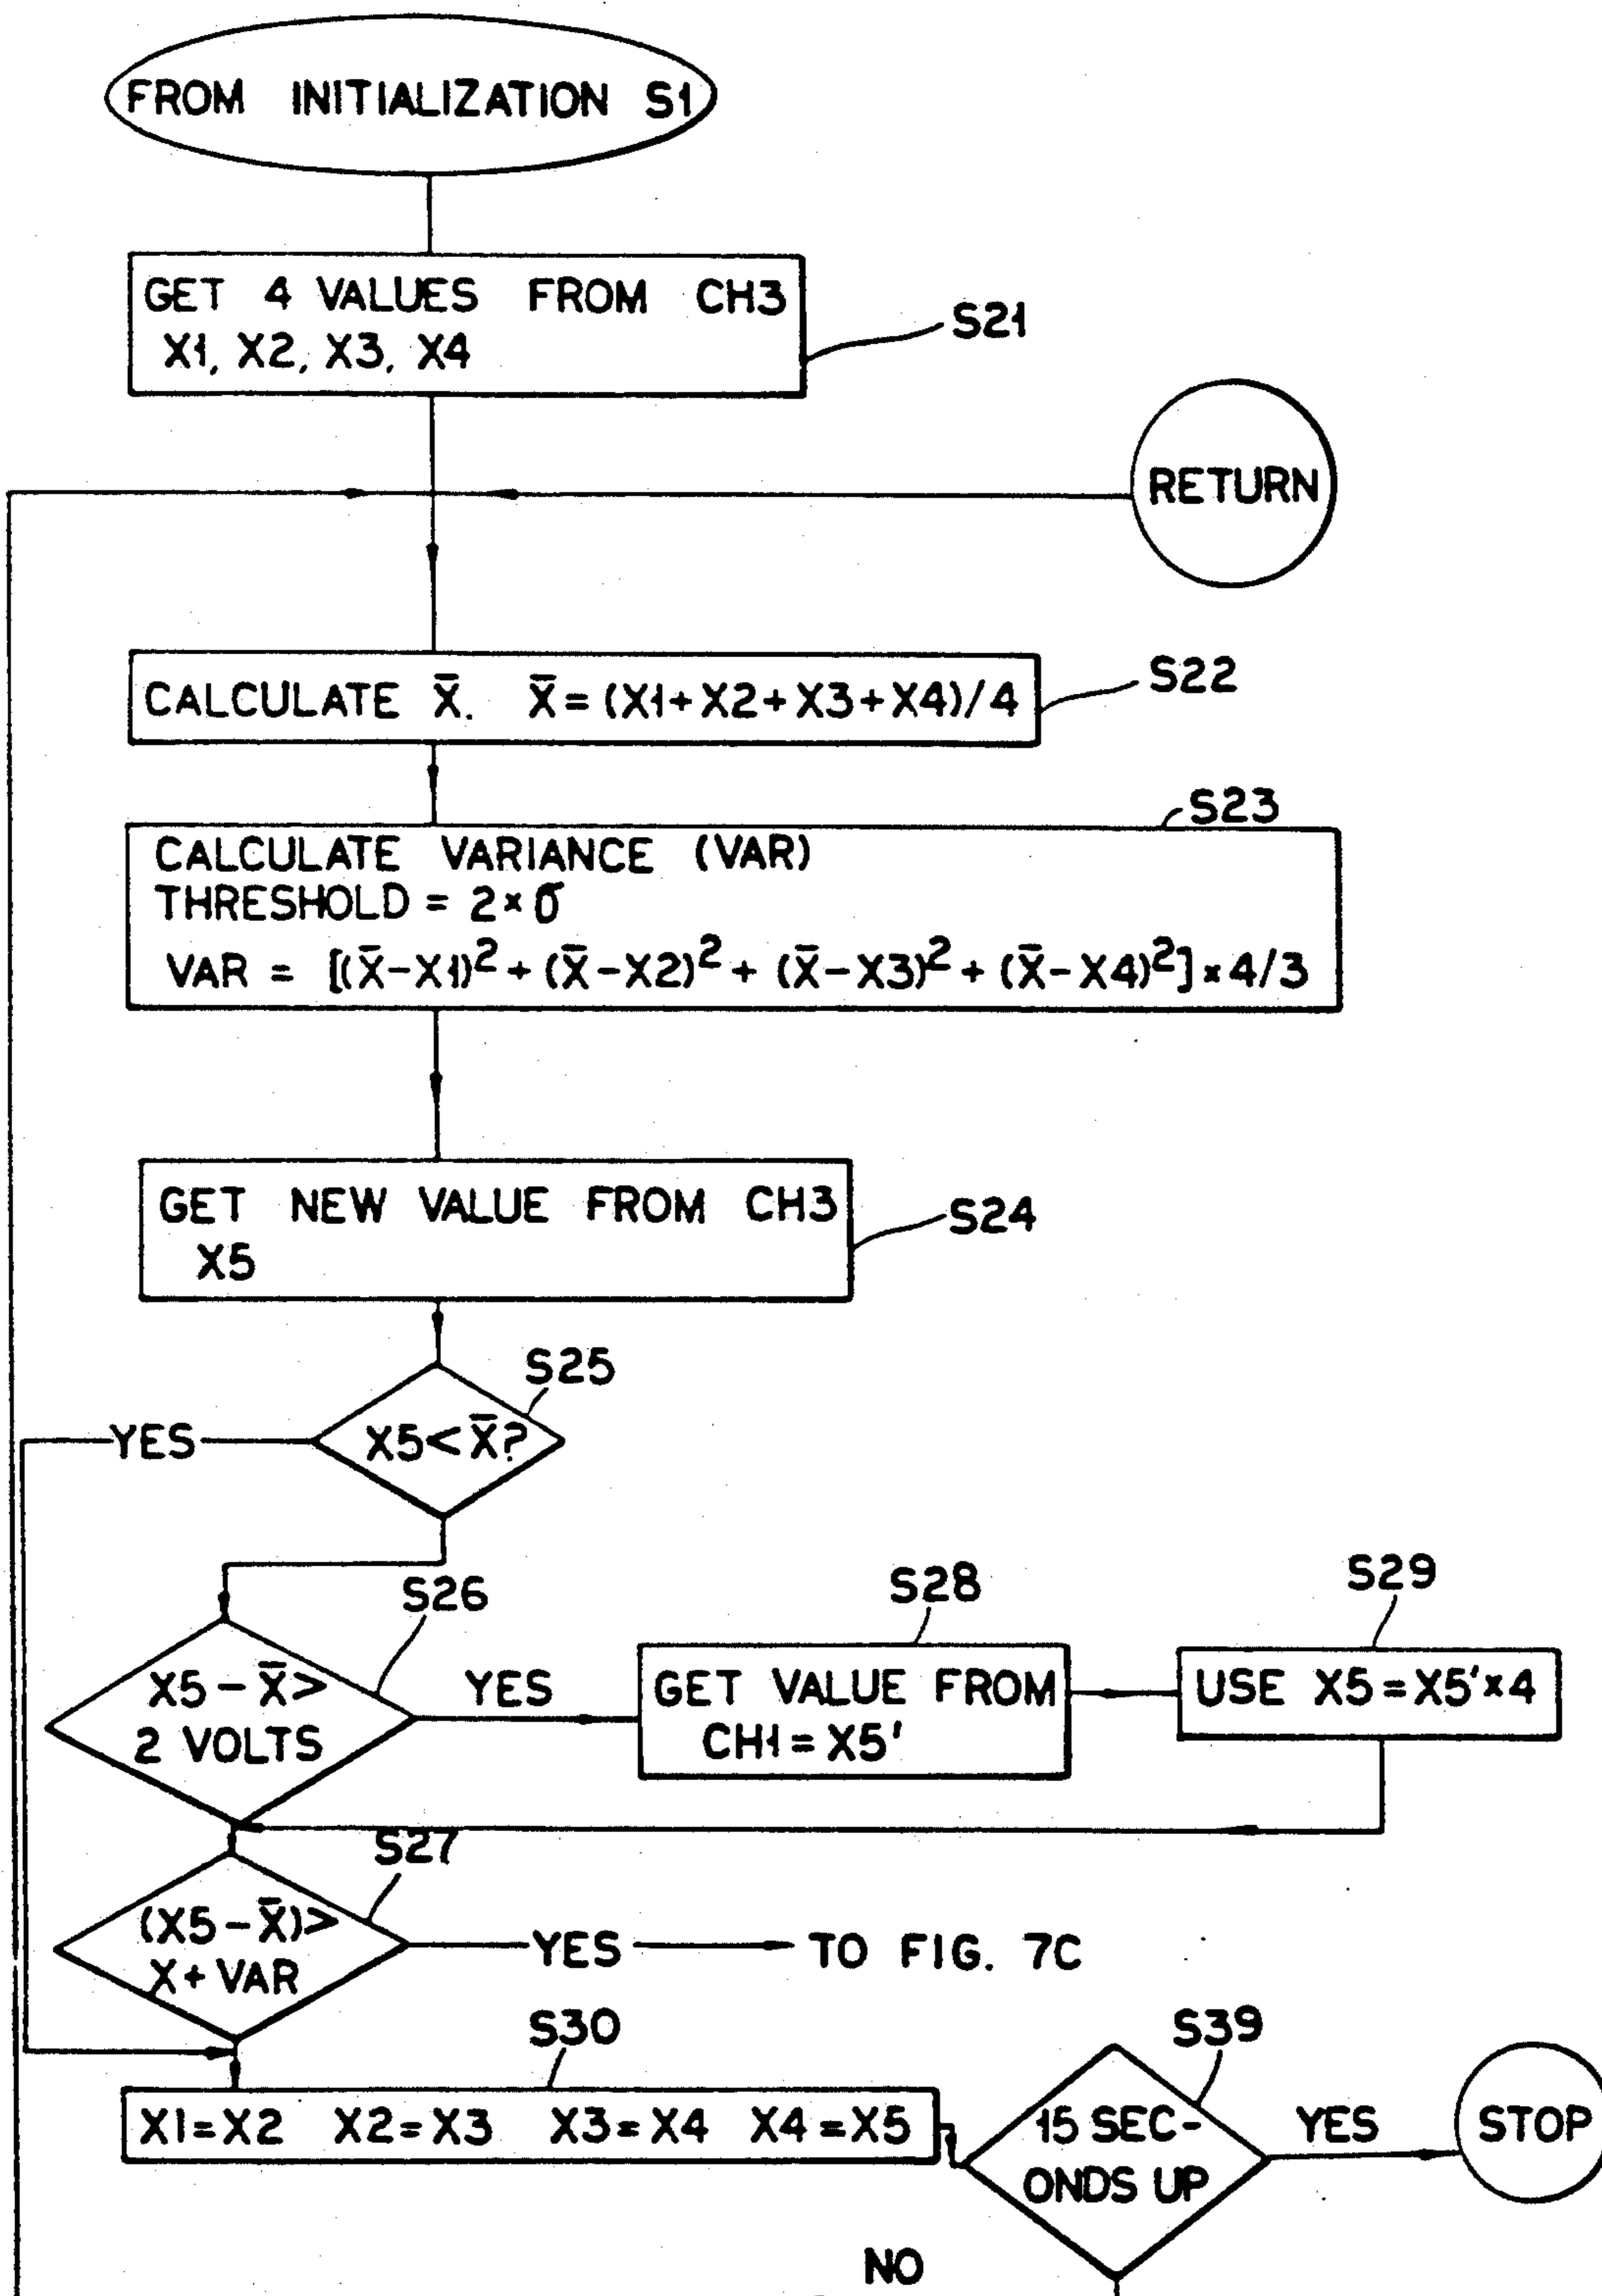 FROM INITIALIZATION S1
GET 4 VALUES FROM CH3
X1, X2, X3, X4
S21
RETURN
CALCULATE X̄. X̄ = (X1+X2+X3+X4)/4
S22
S23
CALCULATE VARIANCE (VAR)
THRESHOLD = 2 × σ
VAR = [(X̄-X1)² + (X̄-X2)² + (X̄-X3)² + (X̄-X4)²] × 4/3
GET NEW VALUE FROM CH3
X5
S24
S25
YES
X5 < X̄?
S26
X5 - X̄ >
2 VOLTS
YES
S28
GET VALUE FROM
CH1 = X5'
S29
USE X5 = X5' × 4
S27
(X5 - X̄) >
X + VAR
YES
TO FIG. 7C
S30
X1=X2 X2=X3 X3=X4 X4=X5
S39
15 SEC-
ONDS UP
YES
STOP
NO